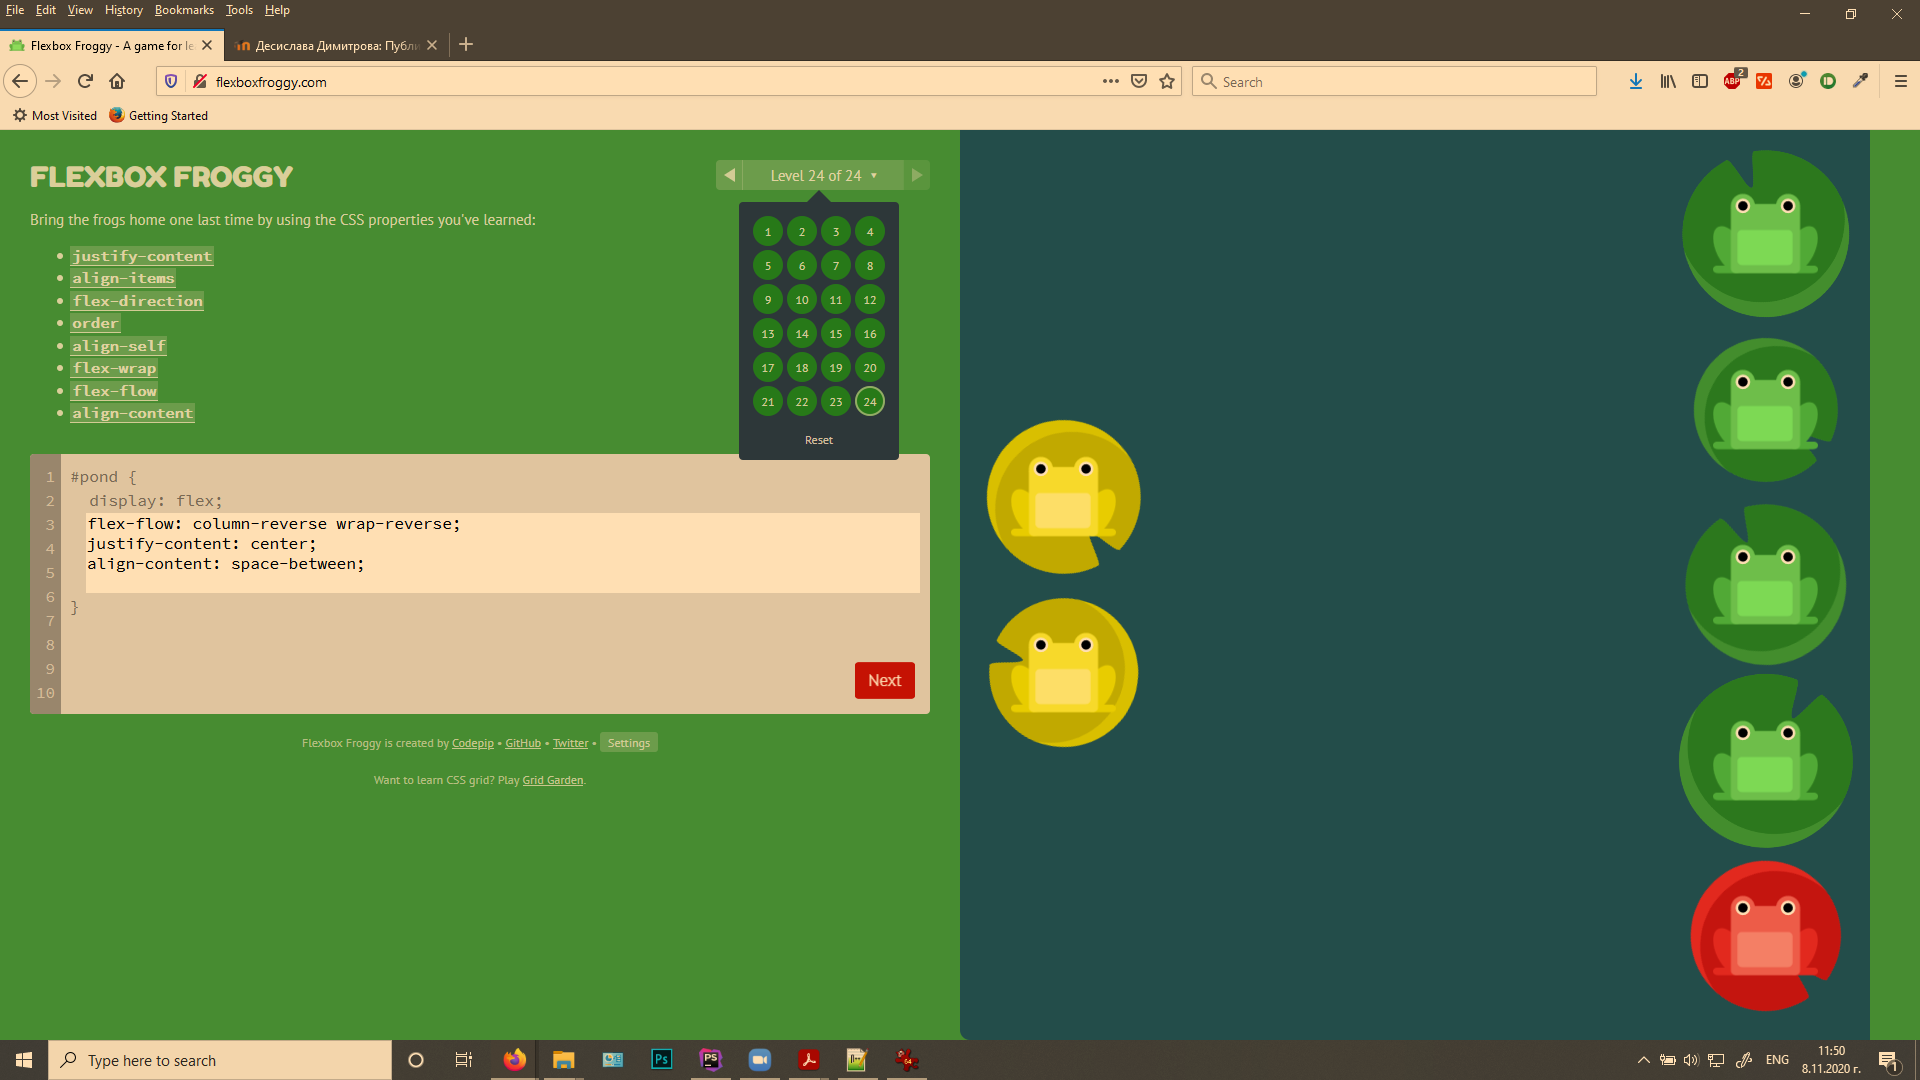 File Edit View History Bookmarks Tools Help
Flexbox Froggy - A game for le
Десислава Димитрова: Публи
flexboxfroggy.com
Search
ABP
2
Most Visited
Getting Started
FLEXBOX FROGGY
Level 24 of 24
Bring the frogs home one last time by using the CSS properties you've learned:
justify-content
align-items
flex-direction
order
align-self
flex-wrap
flex-flow
align-content
1 2 3 4
5 6 7 8
9 10 11 12
13 14 15 16
17 18 19 20
21 22 23 24
Reset
1 #pond {
2 display: flex;
3 flex-flow: column-reverse wrap-reverse;
4 justify-content: center;
5 align-content: space-between;
6 }
7
8
9
10
Next
Flexbox Froggy is created by Codepip • GitHub • Twitter • Settings
Want to learn CSS grid? Play Grid Garden.
Type here to search
Ps
PS
64
ENG
11:50
8.11.2020 г.
1